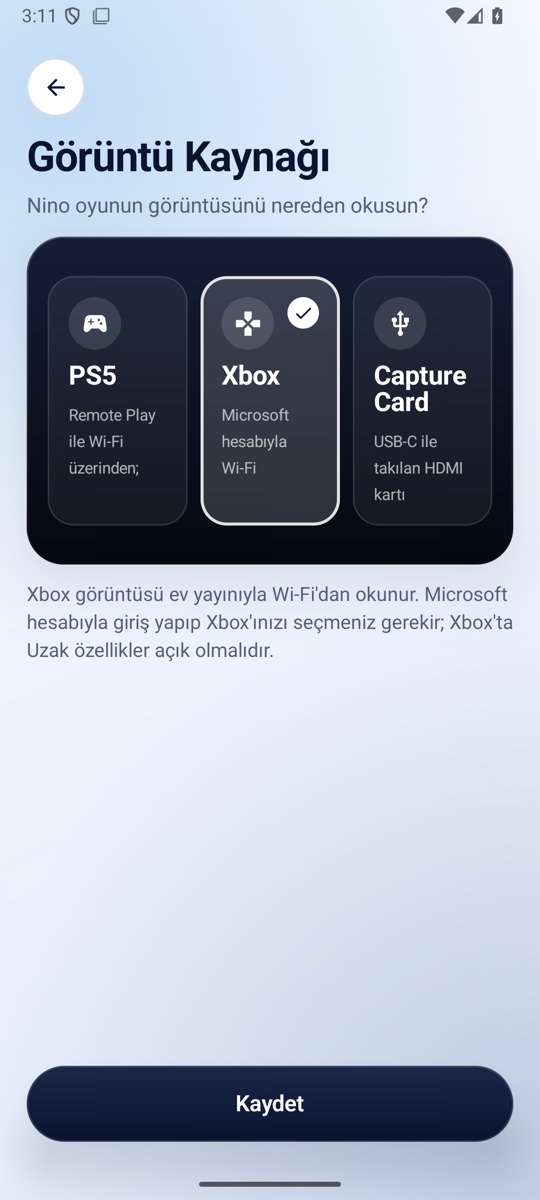 3:11
Görüntü Kaynağı
Nino oyunun görüntüsünü nereden okusun?
PS5
Remote Play
ile Wi-Fi
üzerinden;
Xbox
Microsoft
hesabıyla
Wi-Fi
Capture
Card
USB-C ile
takılan HDMI
kartı
Xbox görüntüsü ev yayınıyla Wi-Fi'dan okunur. Microsoft
hesabıyla giriş yapıp Xbox'ınızı seçmeniz gerekir; Xbox'ta
Uzak özellikler açık olmalıdır.
Kaydet